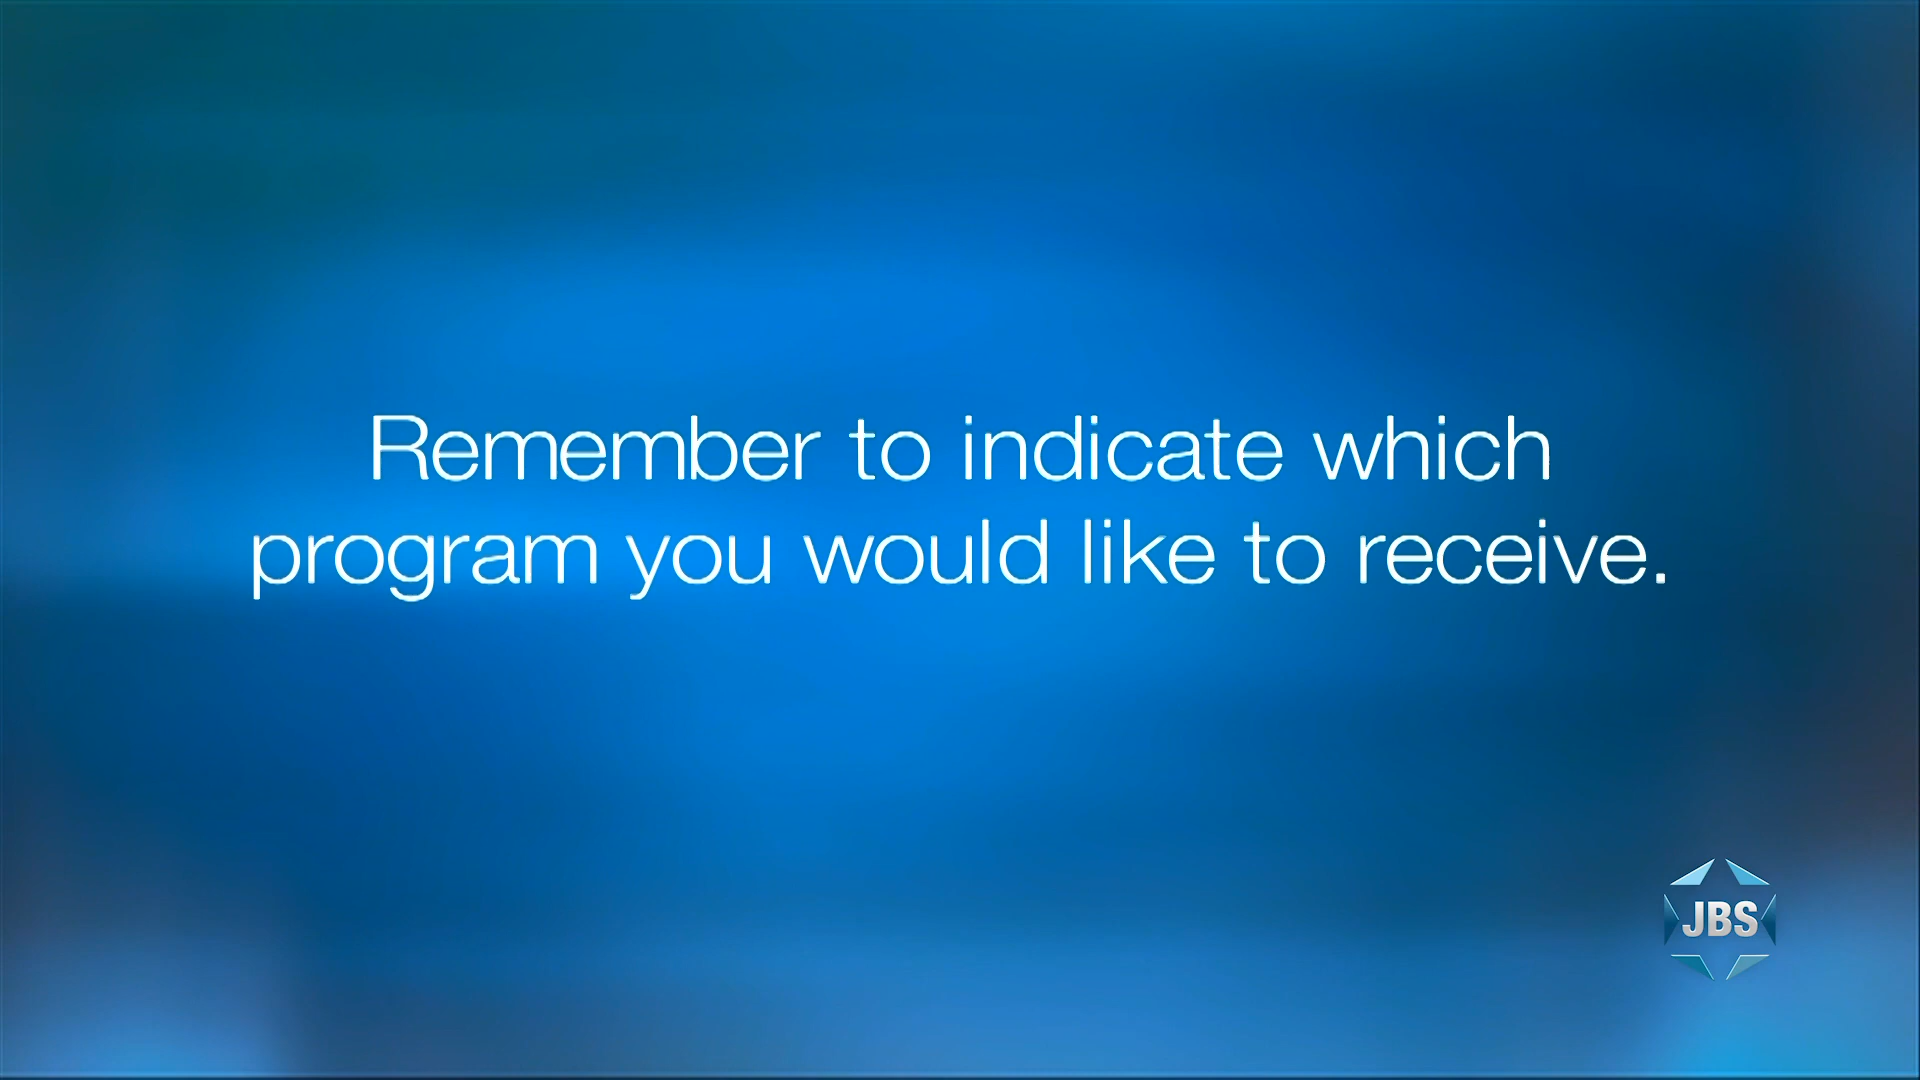 Remember to indicate which
program you would like to receive.
JBS